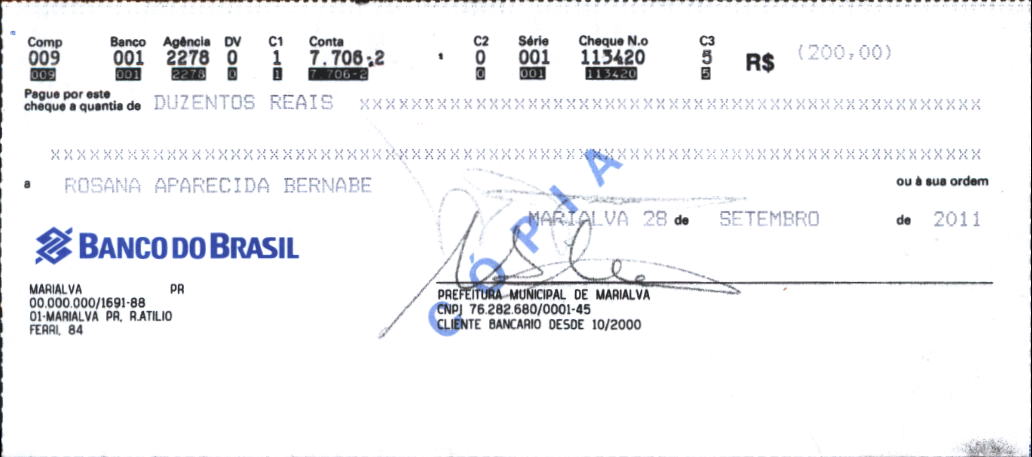 Comp Banco Agência DV C1 Conta C2 Série Cheque N.o C3
009 001 2278 0 1 7.706-2 0 001 113420 5 R$ (200,00)
009 001 2278 0 1 7.706-2 0 001 113420 5
Pague por este
cheque a quantia de DUZENTOS REAIS XXXXXXXXXXXXXXXXXXXXXXXXXXXXXXXXXXXXXXXXXXXXXXXXX
XXXXXXXXXXXXXXXXXXXXXXXXXXXXXXXXXXXXXXXXXXXXXXXXXXXXXXXXXXXXXXXXXXXXXX
a ROSANA APARECIDA BERNABE ou à sua ordem
MARIALVA 28 de SETEMBRO de 2011
BANCO DO BRASIL
MARIALVA PR
00.000.000/1691-88
01-MARIALVA PR, R.ATILIO
FERRI, 84
PREFEITURA MUNICIPAL DE MARIALVA
CNPJ 76.282.680/0001-45
CLIENTE BANCARIO DESDE 10/2000
CÓPIA